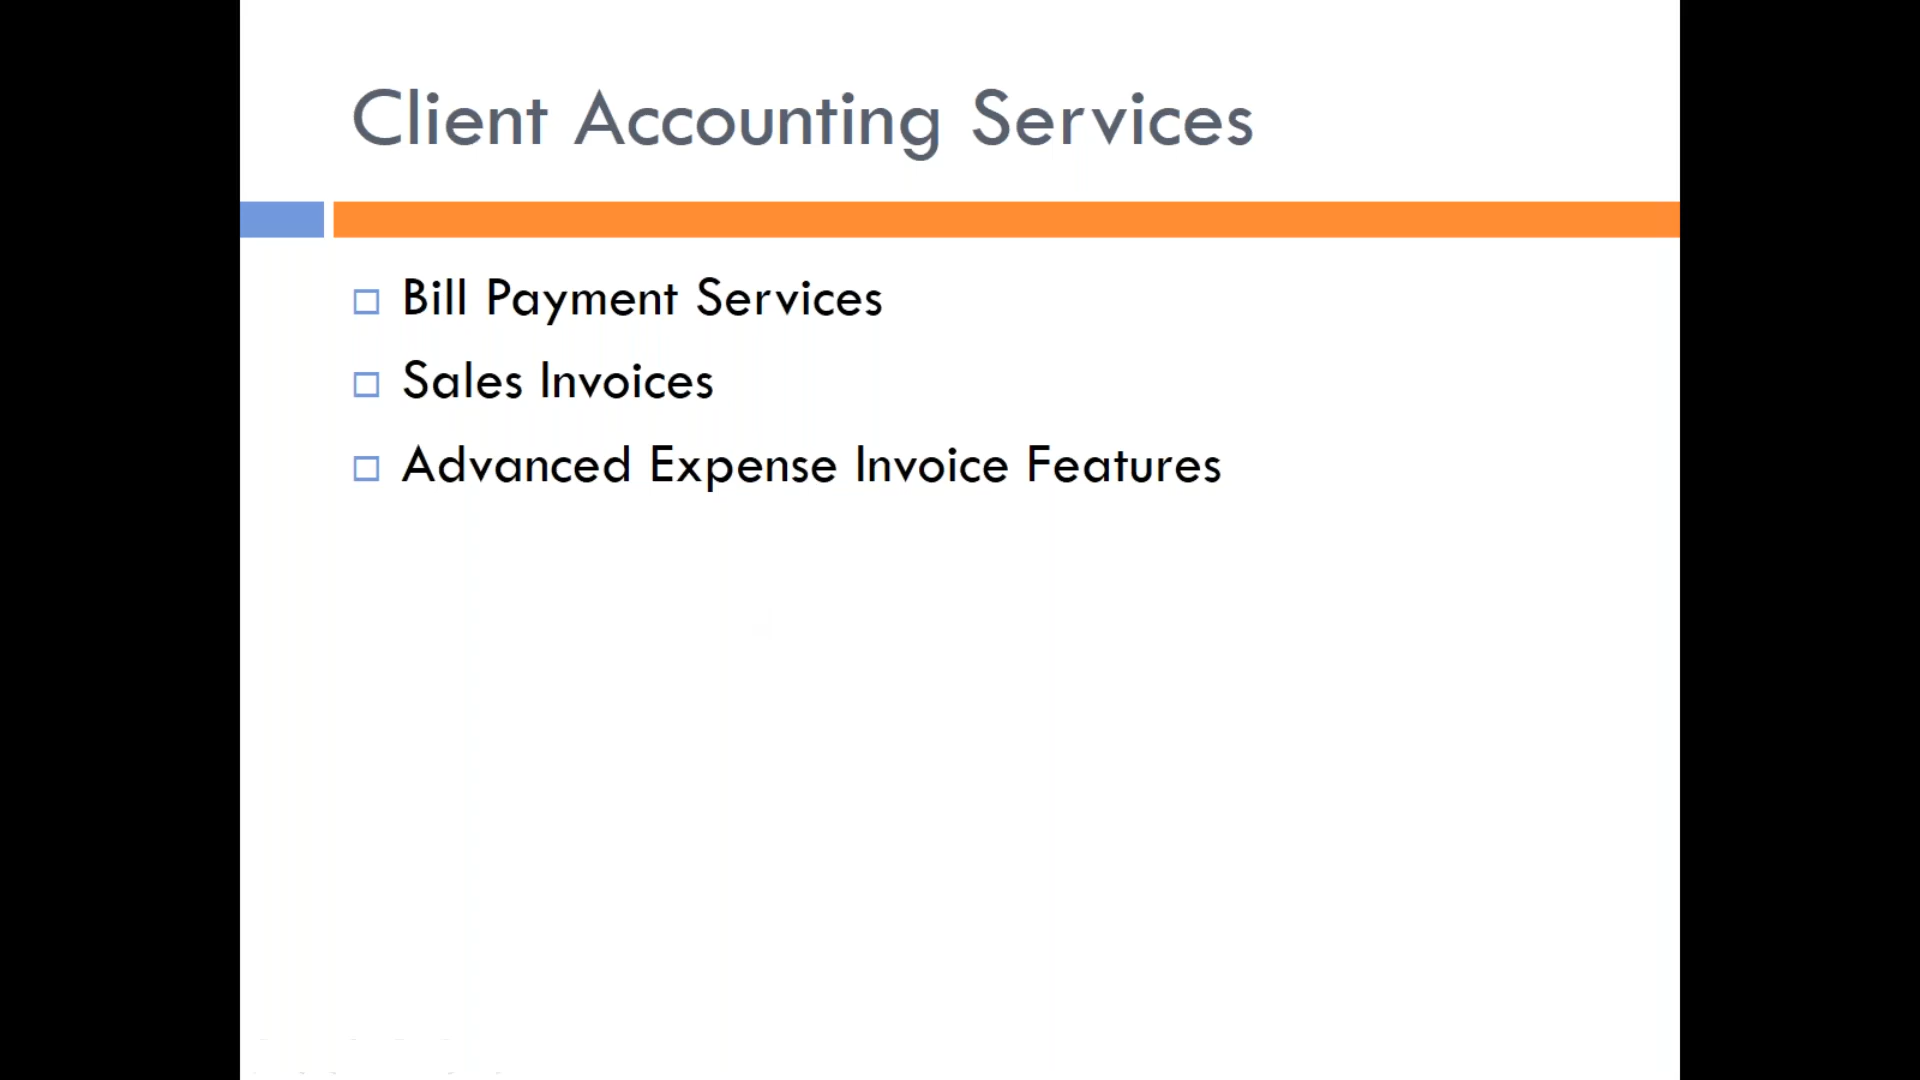 Client Accounting Services
Bill Payment Services
Sales Invoices
Advanced Expense Invoice Features